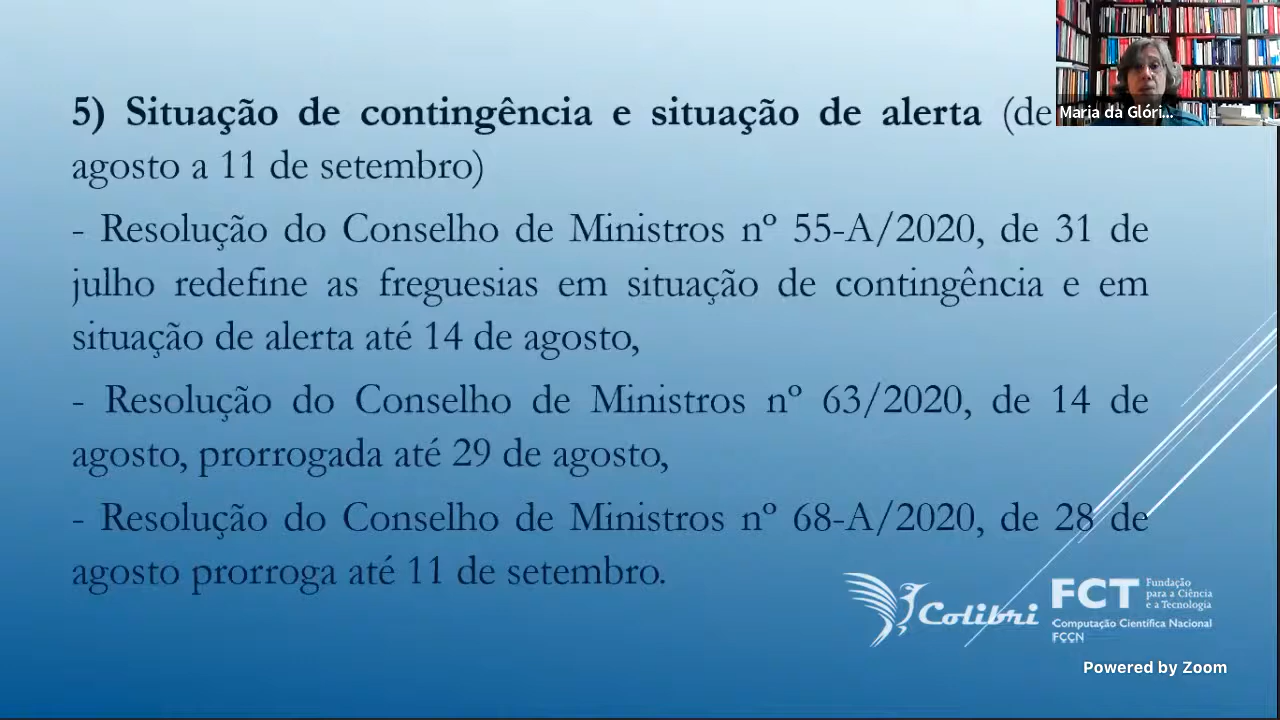 5) Situação de contingência e situação de alerta (de
agosto a 11 de setembro)
- Resolução do Conselho de Ministros nº 55-A/2020, de 31 de
julho redefine as freguesias em situação de contingência e em
situação de alerta até 14 de agosto,
- Resolução do Conselho de Ministros nº 63/2020, de 14 de
agosto, prorrogada até 29 de agosto,
- Resolução do Conselho de Ministros nº 68-A/2020, de 28 de
agosto prorroga até 11 de setembro.
Maria da Glóri...
Colibri
FCT Fundação
para a Ciência
e a Tecnologia
Computação Científica Nacional
FCCN
Powered by Zoom